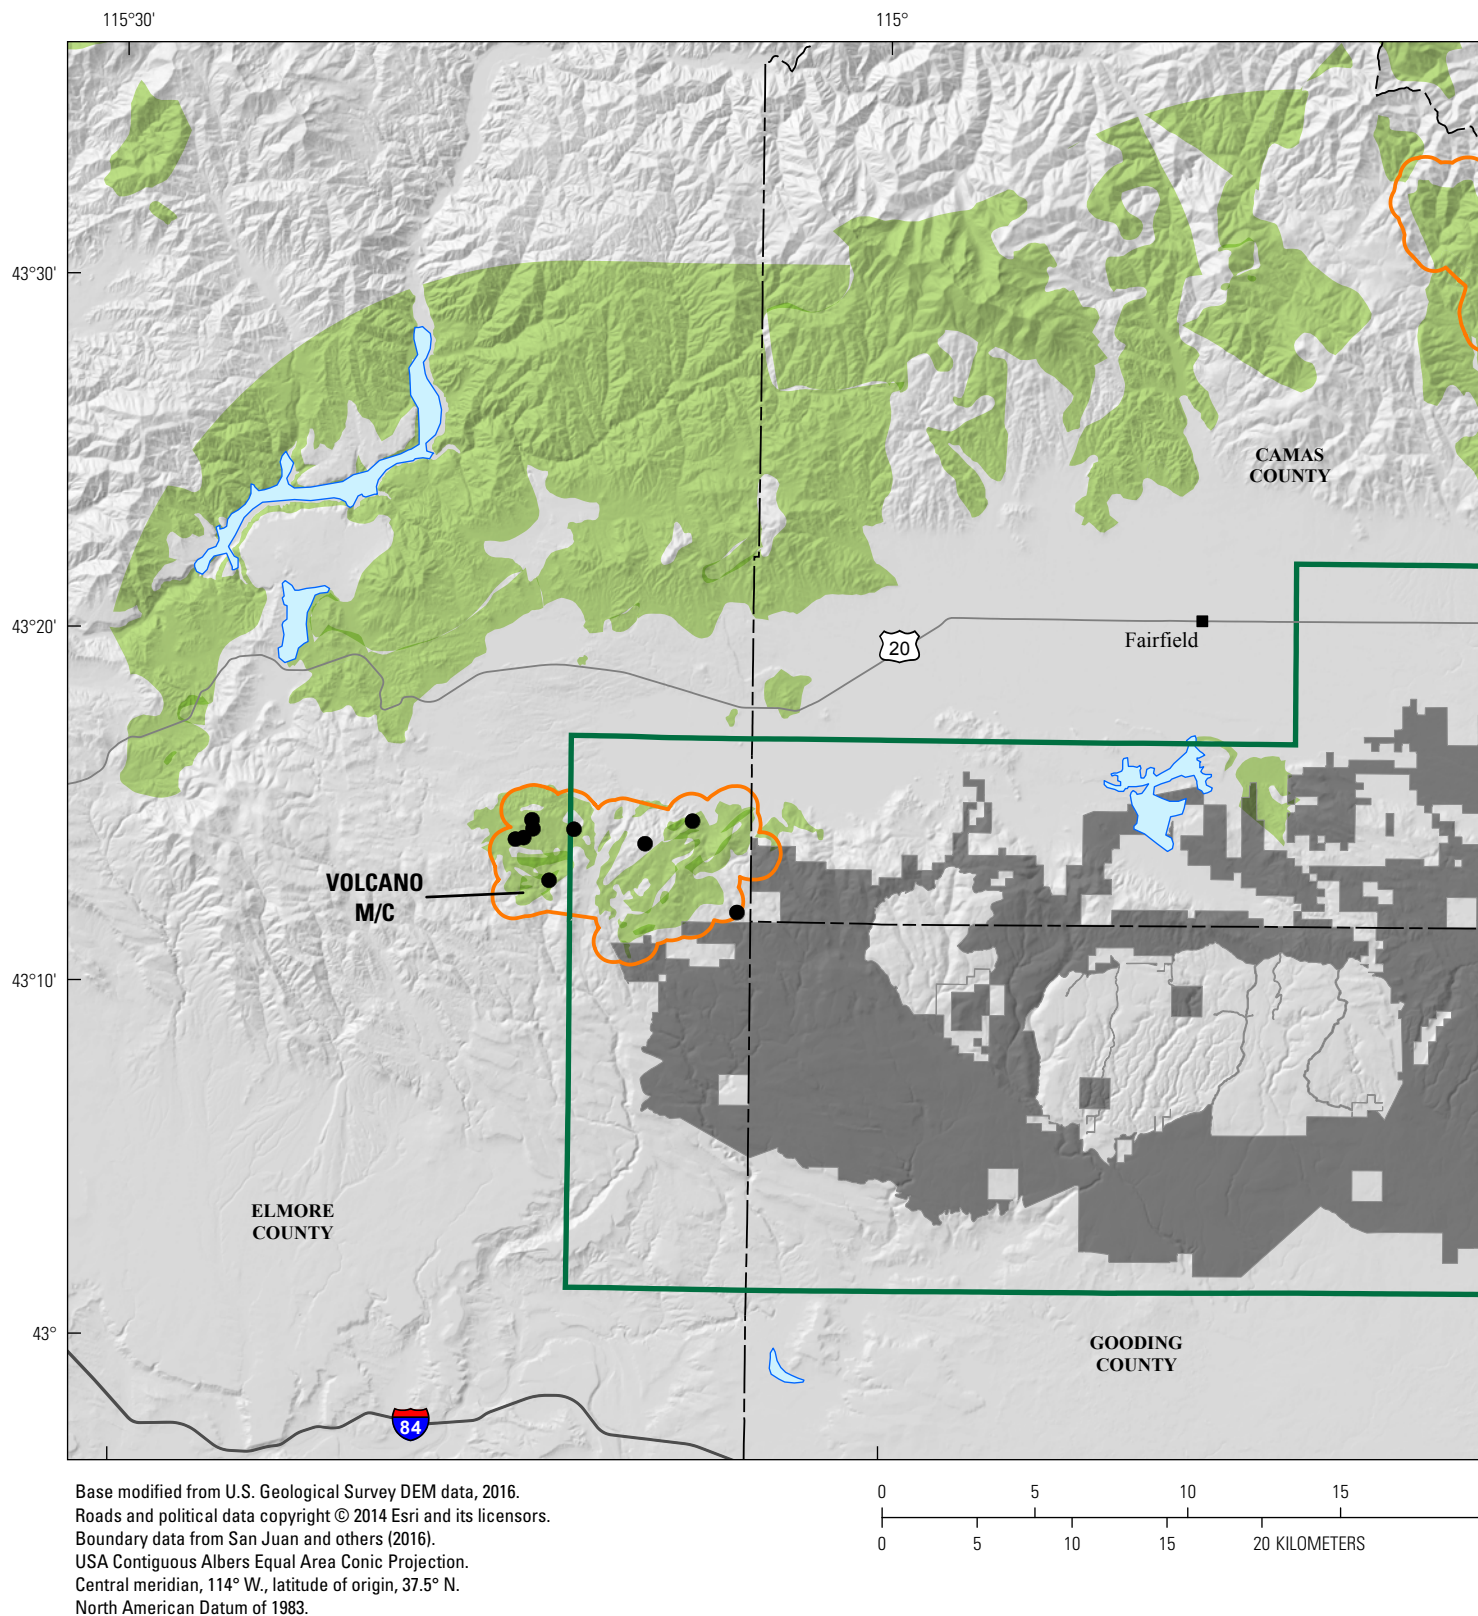 115°30'
115°
43°30'
CAMAS
COUNTY
43°20'
20
Fairfield
VOLCANO
M/C
43°10'
ELMORE
COUNTY
43°
GOODING
COUNTY
84
Base modified from U.S. Geological Survey DEM data, 2016.
Roads and political data copyright © 2014 Esri and its licensors.
Boundary data from San Juan and others (2016).
USA Contiguous Albers Equal Area Conic Projection.
Central meridian, 114° W., latitude of origin, 37.5° N.
North American Datum of 1983.
0 5 10 15
0 5 10 15 20 KILOMETERS